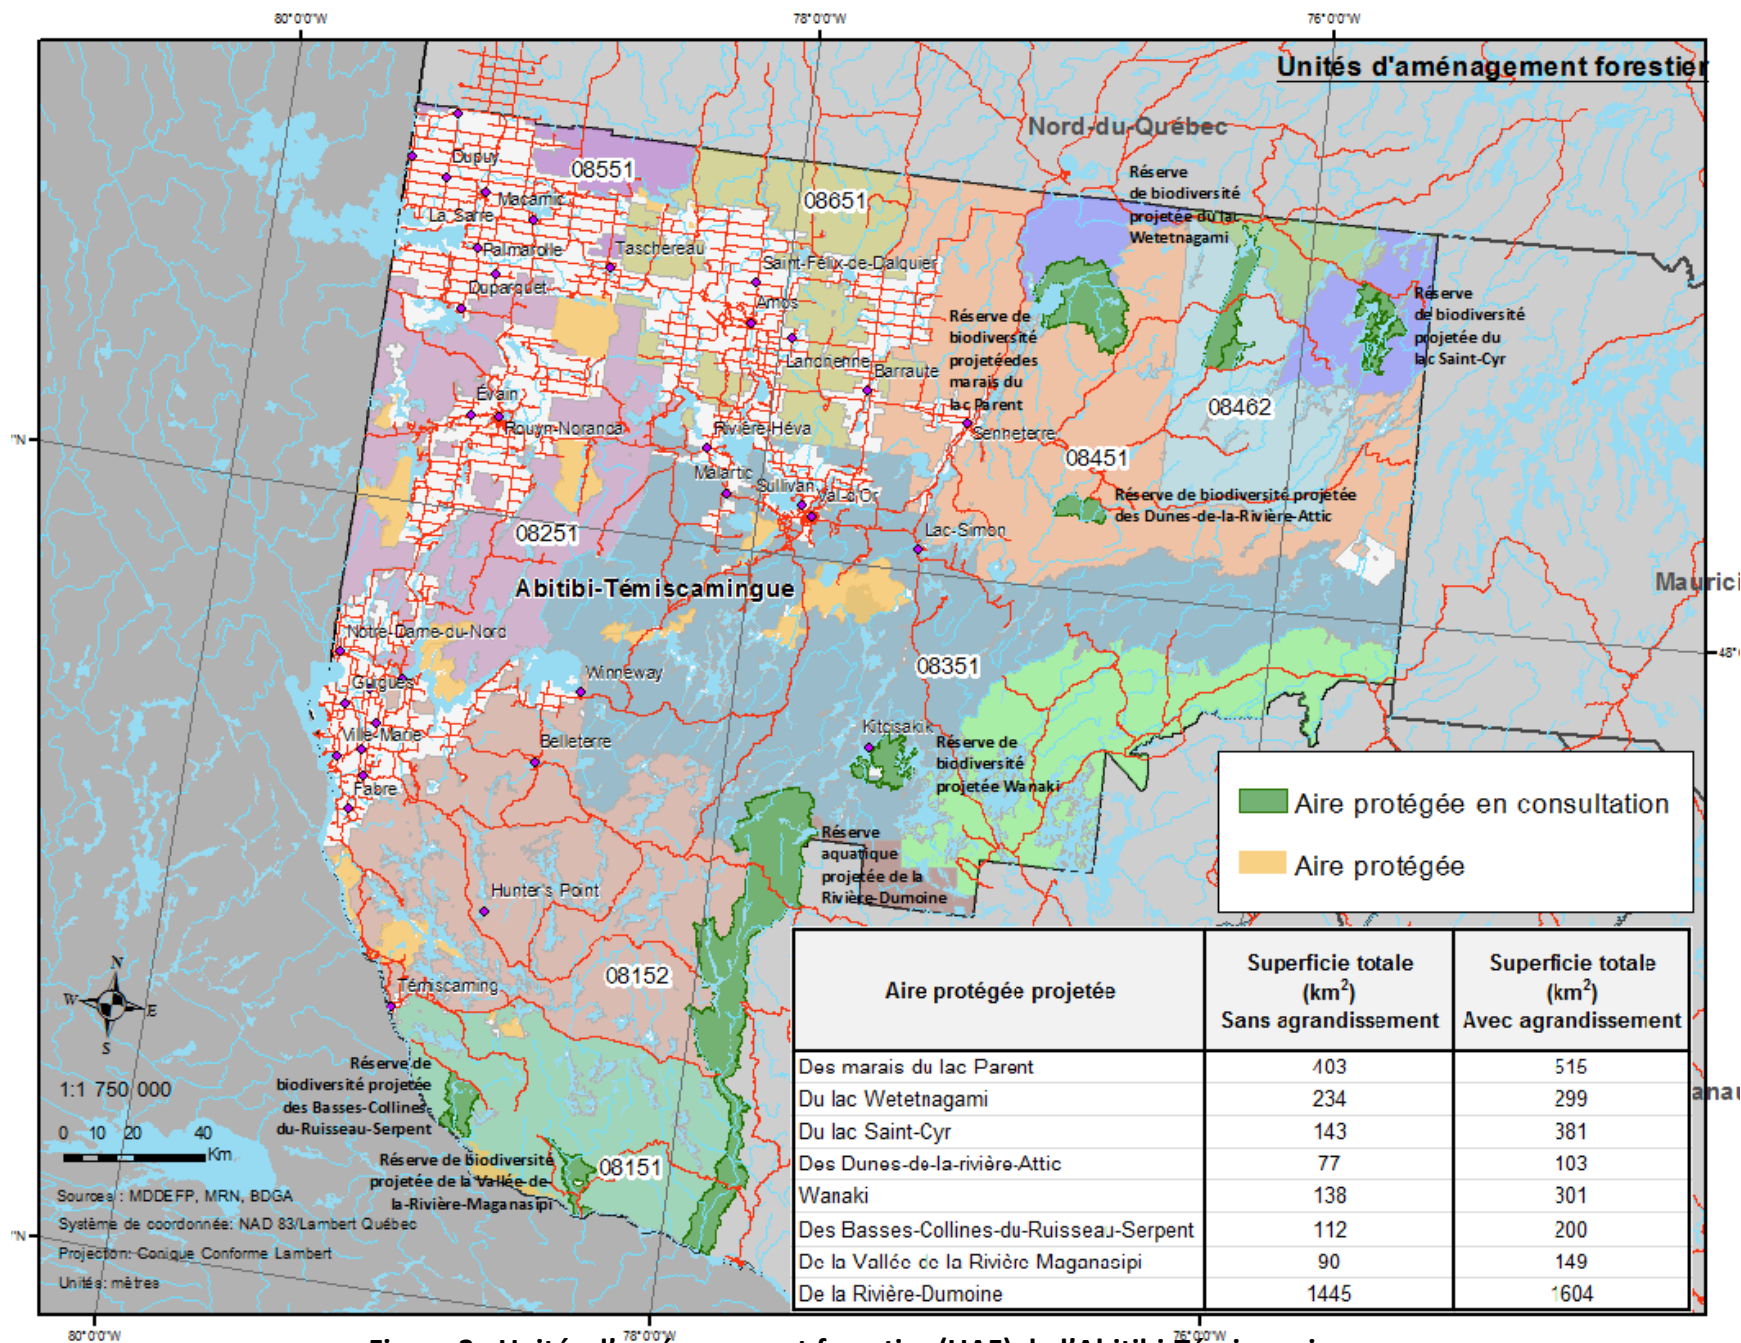 80°0'0"W
78°0'0"W
76°0'0"W
Unités d'aménagement forestier
Nord-du-Québec
Réserve
de biodiversité
projetée du lac
Wetetnagami
Dupuy
08551
Macamic
La Sarre
08651
Palmarolle
Taschereau
Saint-Félix-de-Dalquier
Duparquet
Amos
Réserve
de biodiversité
projetée du
lac Saint-Cyr
Réserve de
biodiversité
projetéedes
marais du
lac Parent
Landrienne
Barraute
Évain
08462
Rouyn-Noranda
Rivière-Héva
Senneterre
"N
08451
Malartic
Sullivan
Val-d'Or
Réserve de biodiversité projetée
des Dunes-de-la-Rivière-Attic
08251
Lac-Simon
Abitibi-Témiscamingue
Maurici
Notre-Dame-du-Nord
48°
08351
Winneway
Guigues
Kitcisakik
Ville-Marie
Belleterre
Réserve de
biodiversité
projetée Wanaki
Fabre
Aire protégée en consultation
Aire protégée
Réserve
aquatique
projetée de la
Rivière-Dumoine
Hunter's Point
08152
Témiscaming
N
W
E
S
Réserve de
biodiversité projetée
des Basses-Collines-
du-Ruisseau-Serpent
1:1 750 000
0 10 20 40
Km
Réserve de biodiversité
projetée de la Vallée-de-
la-Rivière-Maganasipi
08151
Sources : MDDEFP, MRN, BDGA
Système de coordonnée: NAD 83/Lambert Québec
Projection: Conique Conforme Lambert
Unités: mètres
"N
anau
Aire protégée projetée
Superficie totale
(km²)
Sans agrandissement
Superficie totale
(km²)
Avec agrandissement
Des marais du lac Parent 403 515
Du lac Wetetnagami 234 299
Du lac Saint-Cyr 143 381
Des Dunes-de-la-rivière-Attic 77 103
Wanaki 138 301
Des Basses-Collines-du-Ruisseau-Serpent 112 200
De la Vallée de la Rivière Maganasipi 90 149
De la Rivière-Dumoine 1445 1604
80°0'0"W
78°0'0"W
76°0'0"W